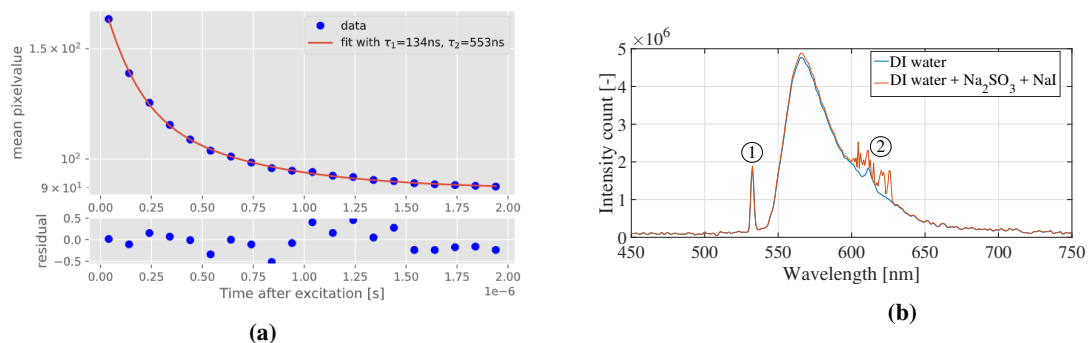 data
fit with τ₁=134ns, τ₂=553ns
1.5 × 10²
10²
9 × 10¹
mean pixelvalue
0.00 0.25 0.50 0.75 1.00 1.25 1.50 1.75 2.00
0.5
0.0
−0.5
residual
0.00 0.25 0.50 0.75 1.00 1.25 1.50 1.75 2.00
Time after excitation [s]
1e−6
(a)
×10⁶
5
4
3
2
1
0
Intensity count [-]
DI water
DI water + Na₂SO₃ + NaI
1
2
450 500 550 600 650 700 750
Wavelength [nm]
(b)